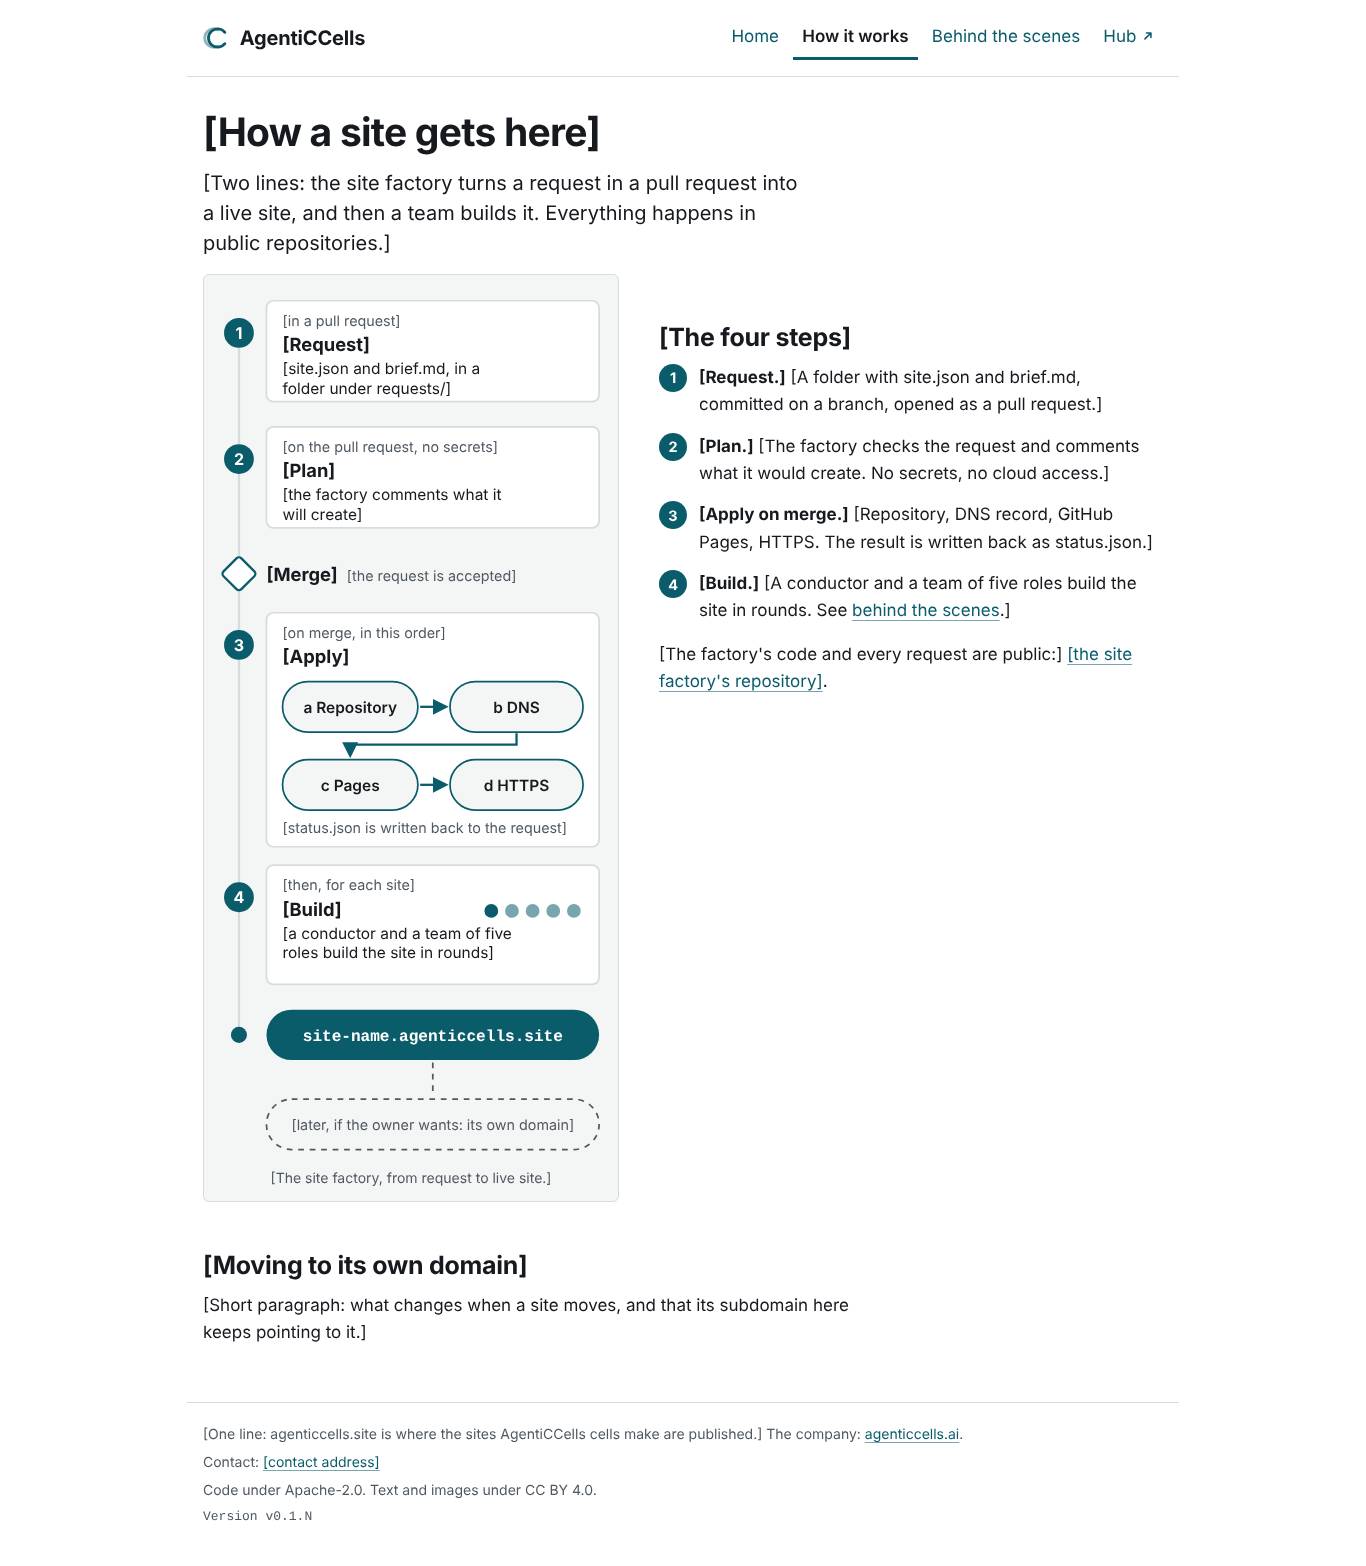 AgentiCCells
Home
How it works
Behind the scenes
Hub ↗
[How a site gets here]
[Two lines: the site factory turns a request in a pull request into
a live site, and then a team builds it. Everything happens in
public repositories.]
1
[in a pull request]
[Request]
[site.json and brief.md, in a
folder under requests/]
2
[on the pull request, no secrets]
[Plan]
[the factory comments what it
will create]
[Merge] [the request is accepted]
3
[on merge, in this order]
[Apply]
a Repository
b DNS
c Pages
d HTTPS
[status.json is written back to the request]
4
[then, for each site]
[Build]
[a conductor and a team of five
roles build the site in rounds]
site-name.agenticcells.site
[later, if the owner wants: its own domain]
[The site factory, from request to live site.]
[The four steps]
1 [Request.] [A folder with site.json and brief.md,
committed on a branch, opened as a pull request.]
2 [Plan.] [The factory checks the request and comments
what it would create. No secrets, no cloud access.]
3 [Apply on merge.] [Repository, DNS record, GitHub
Pages, HTTPS. The result is written back as status.json.]
4 [Build.] [A conductor and a team of five roles build the
site in rounds. See behind the scenes.]
[The factory's code and every request are public:] [the site
factory's repository].
[Moving to its own domain]
[Short paragraph: what changes when a site moves, and that its subdomain here
keeps pointing to it.]
[One line: agenticcells.site is where the sites AgentiCCells cells make are published.] The company: agenticcells.ai.
Contact: [contact address]
Code under Apache-2.0. Text and images under CC BY 4.0.
Version v0.1.N